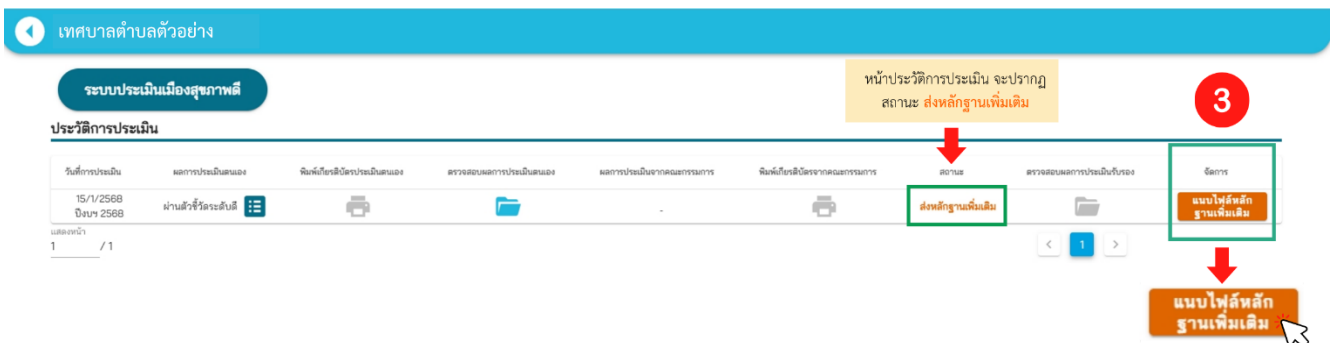 เทศบาลตำบลตัวอย่าง
ระบบประเมินเมืองสุขภาพดี
หน้าประวัติการประเมิน จะปรากฏ
สถานะ ส่งหลักฐานเพิ่มเติม
3
ประวัติการประเมิน
วันที่การประเมิน ผลการประเมินตนเอง พิมพ์เกียรติบัตรประเมินตนเอง ตรวจสอบผลการประเมินตนเอง ผลการประเมินจากคณะกรรมการ พิมพ์เกียรติบัตรจากคณะกรรมการ สถานะ ตรวจสอบผลการประเมินรับรอง จัดการ
15/1/2568
ปีงบฯ 2568
ผ่านตัวชี้วัดระดับดี - ส่งหลักฐานเพิ่มเติม
แนบไฟล์หลัก
ฐานเพิ่มเติม
แสดงหน้า
1 / 1
< 1 >
แนบไฟล์หลัก
ฐานเพิ่มเติม